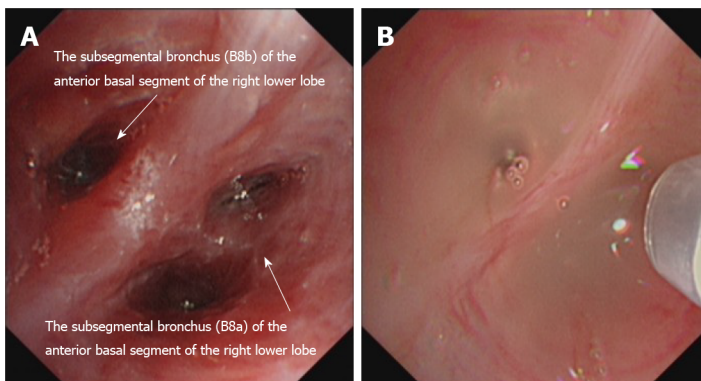 A
The subsegmental bronchus (B8b) of the
anterior basal segment of the right lower lobe
The subsegmental bronchus (B8a) of the
anterior basal segment of the right lower lobe
B